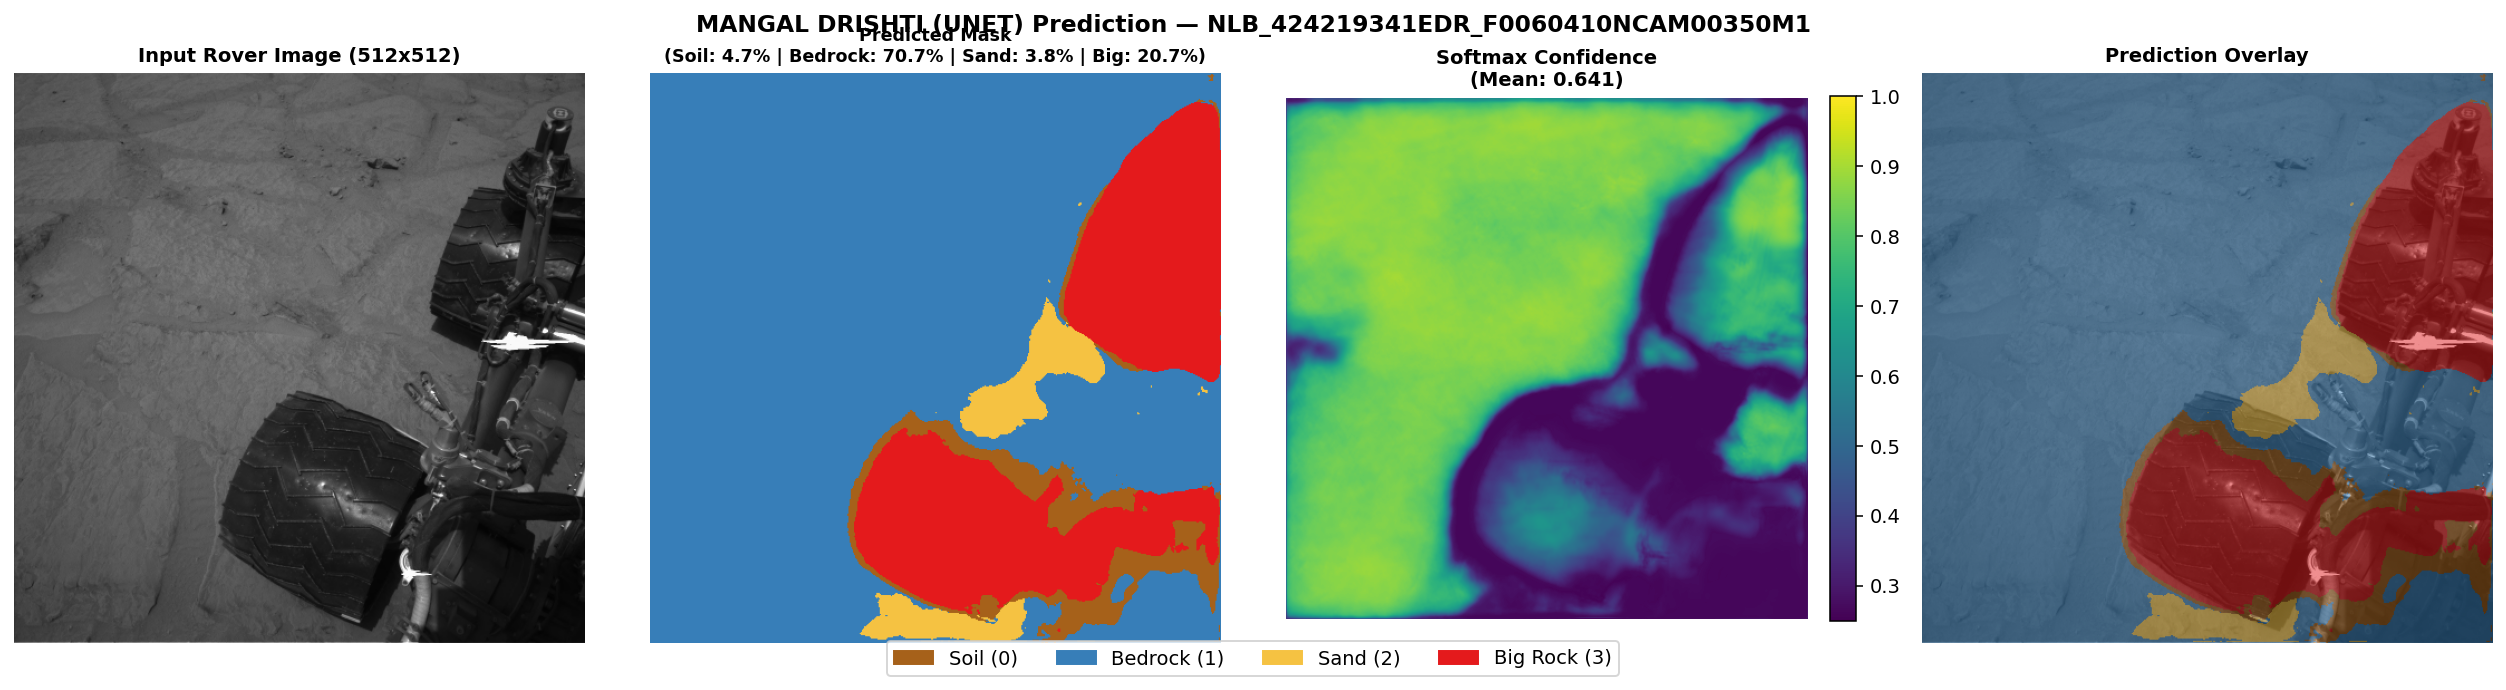 MANGAL DRISHTI (UNET) Prediction — NLB_424219341EDR_F0060410NCAM00350M1
Input Rover Image (512x512)
Predicted Mask
(Soil: 4.7% | Bedrock: 70.7% | Sand: 3.8% | Big: 20.7%)
Softmax Confidence
(Mean: 0.641)
Prediction Overlay
1.0
0.9
0.8
0.7
0.6
0.5
0.4
0.3
Soil (0)
Bedrock (1)
Sand (2)
Big Rock (3)